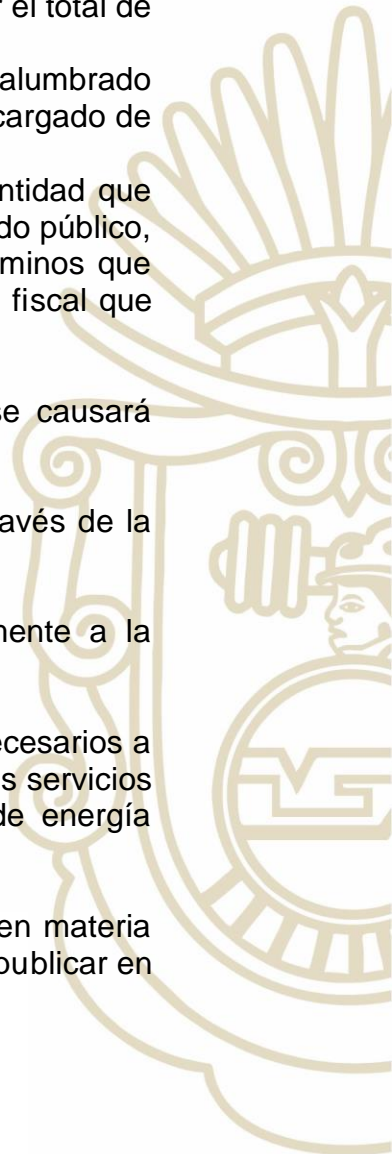 el total de
alumbrado
cargado de
ntidad que
do público,
minos que
fiscal que
se causará
avés de la
nente a la
ecesarios a
s servicios
de energía
en materia
publicar en